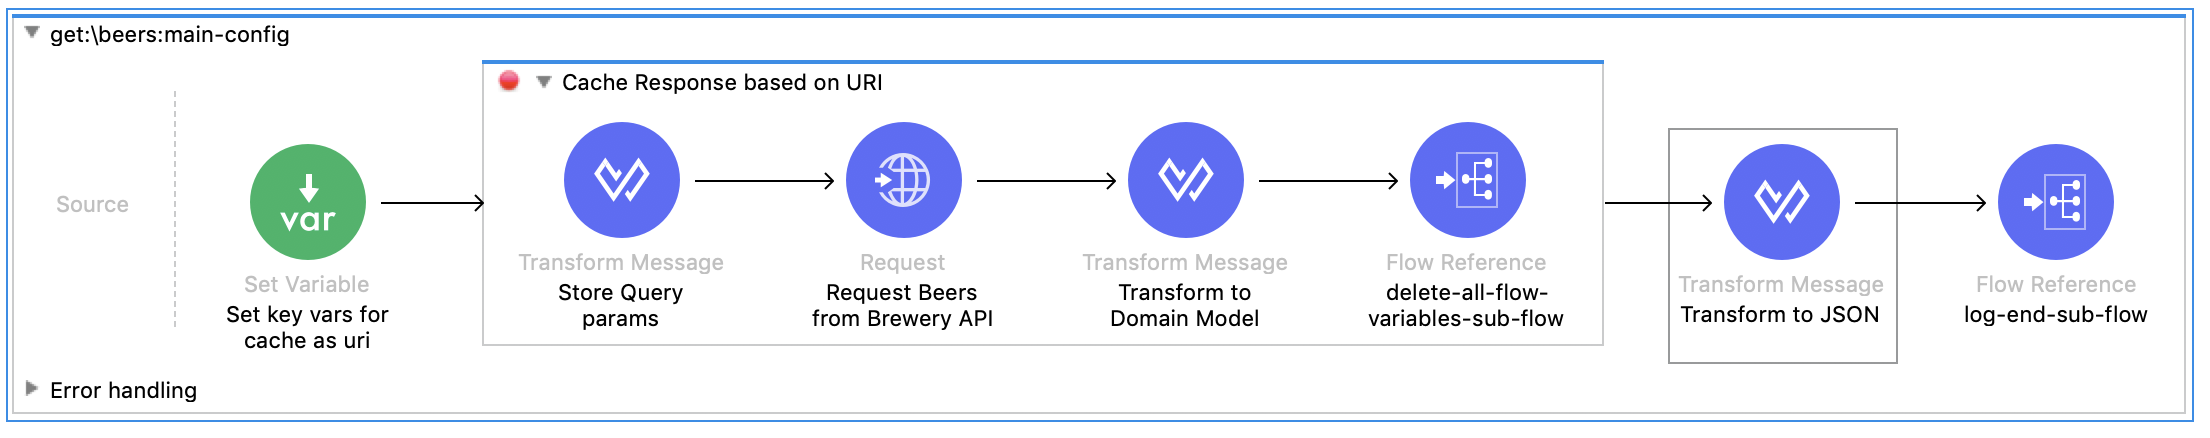 get:\beers:main-config
Cache Response based on URI
Source
var
Set Variable
Set key vars for
cache as uri
Transform Message
Store Query
params
Request
Request Beers
from Brewery API
Transform Message
Transform to
Domain Model
Flow Reference
delete-all-flow-
variables-sub-flow
Transform Message
Transform to JSON
Flow Reference
log-end-sub-flow
Error handling